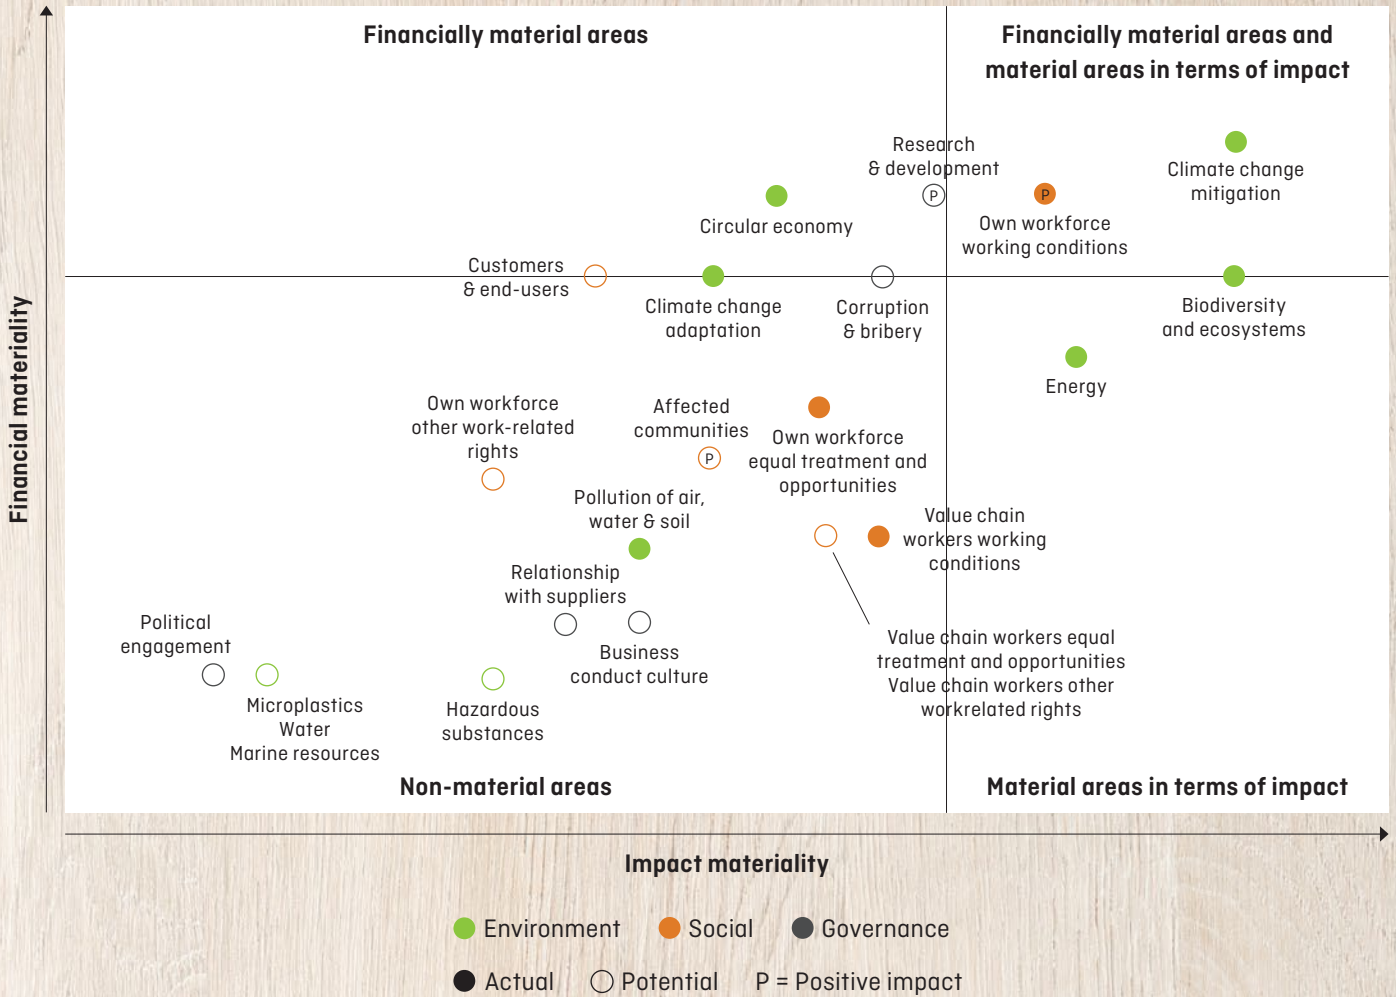 Financially material areas
Financially material areas and
material areas in terms of impact
Research
& development
P
Circular economy
P
Own workforce
working conditions
Climate change
mitigation
Customers
& end-users
Climate change
adaptation
Corruption
& bribery
Biodiversity
and ecosystems
Energy
Own workforce
other work-related
rights
Affected
communities
P
Own workforce
equal treatment and
opportunities
Pollution of air,
water & soil
Value chain
workers working
conditions
Relationship
with suppliers
Business
conduct culture
Value chain workers equal
treatment and opportunities
Value chain workers other
workrelated rights
Political
engagement
Microplastics
Water
Marine resources
Hazardous
substances
Non-material areas
Material areas in terms of impact
Financial materiality
Impact materiality
Environment
Social
Governance
Actual
Potential
P = Positive impact